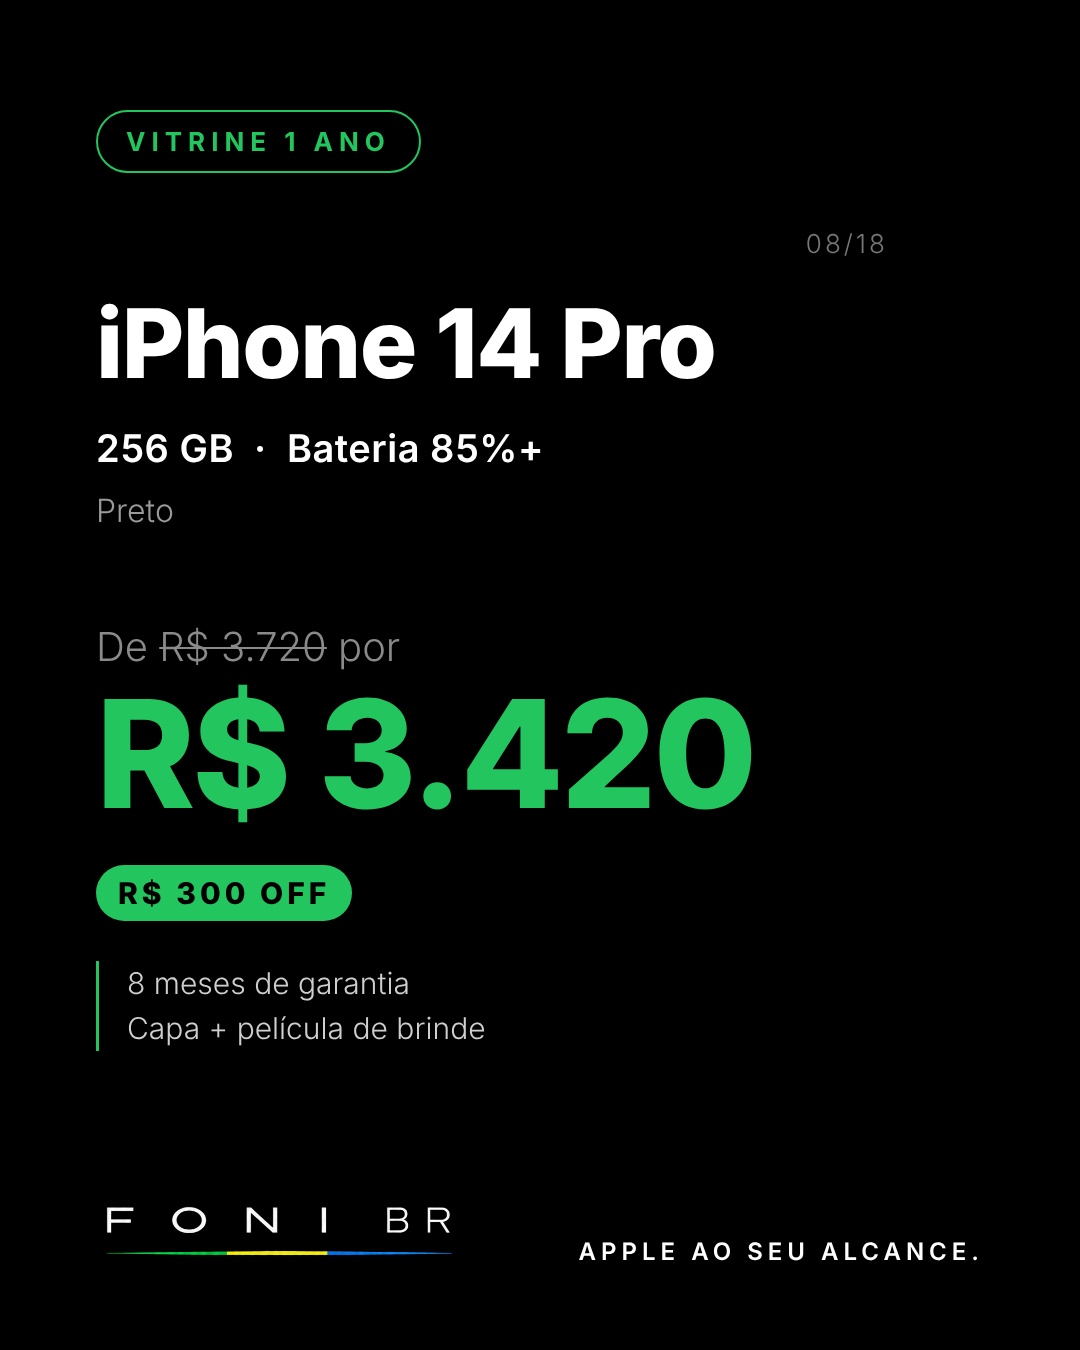 VITRINE 1 ANO
08/18
iPhone 14 Pro
256 GB · Bateria 85%+
Preto
De R$ 3.720 por
R$ 3.420
R$ 300 OFF
8 meses de garantia
Capa + película de brinde
FONI BR
APPLE AO SEU ALCANCE.